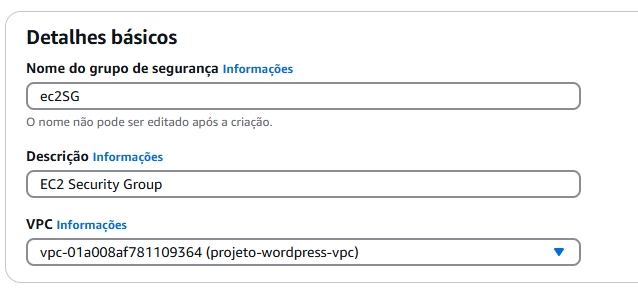 Detalhes básicos
Nome do grupo de segurança Informações
ec2SG
O nome não pode ser editado após a criação.
Descrição Informações
EC2 Security Group
VPC Informações
vpc-01a008af781109364 (projeto-wordpress-vpc)